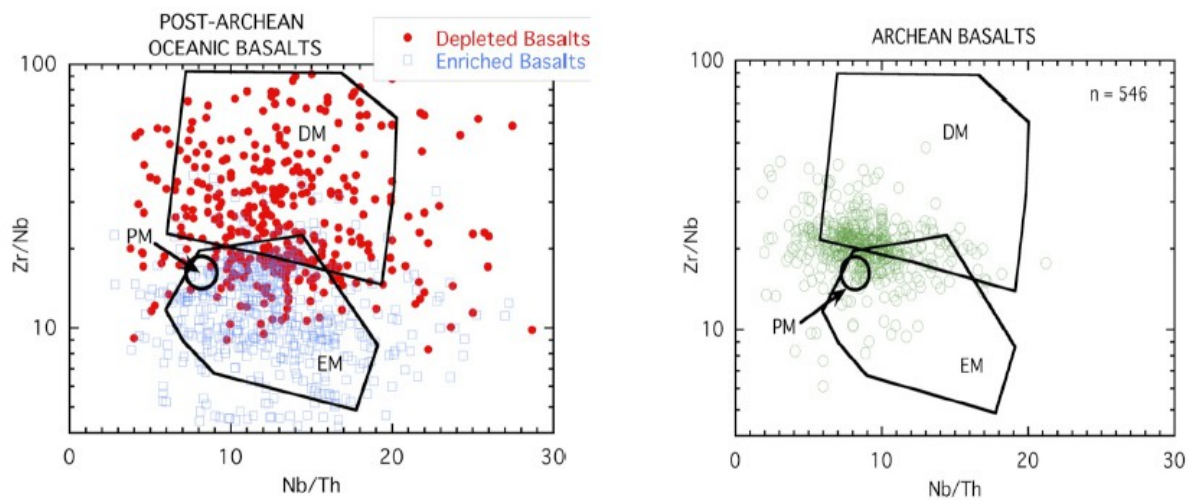 POST-ARCHEAN
OCEANIC BASALTS
Depleted Basalts
Enriched Basalts
100
DM
PM
Zr/Nb
10
EM
0
10
20
30
Nb/Th
ARCHEAN BASALTS
100
n = 546
DM
Zr/Nb
PM
10
EM
0
10
20
30
Nb/Th